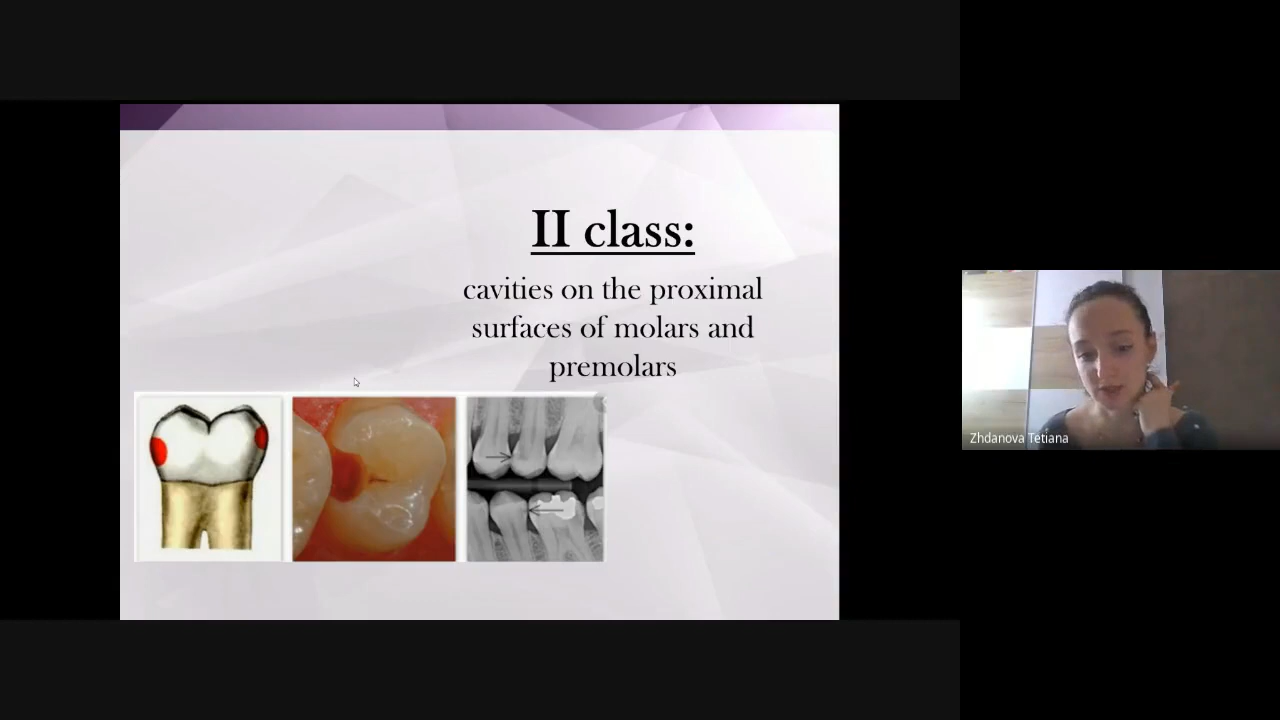 II class:
cavities on the proximal
surfaces of molars and
premolars
Zhdanova Tetiana